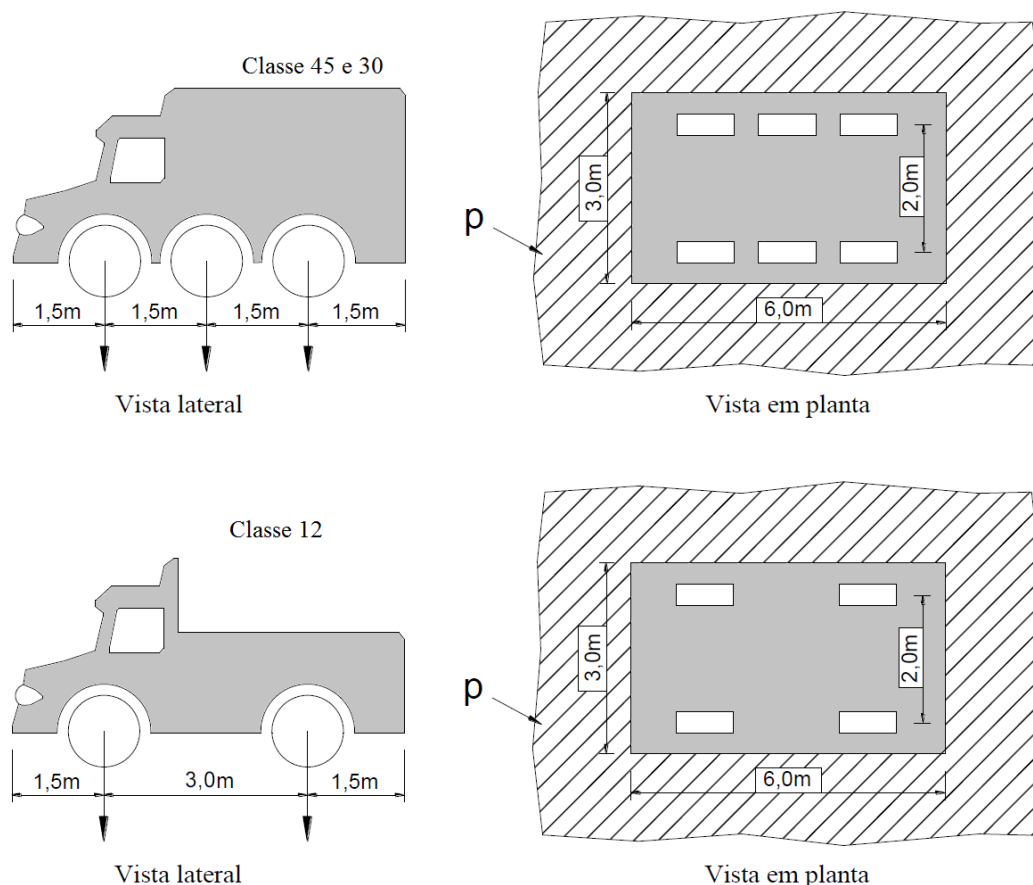 Classe 45 e 30
1,5m 1,5m 1,5m 1,5m
Vista lateral
p
3,0m
2,0m
6,0m
Vista em planta
Classe 12
1,5m 3,0m 1,5m
Vista lateral
p
3,0m
2,0m
6,0m
Vista em planta